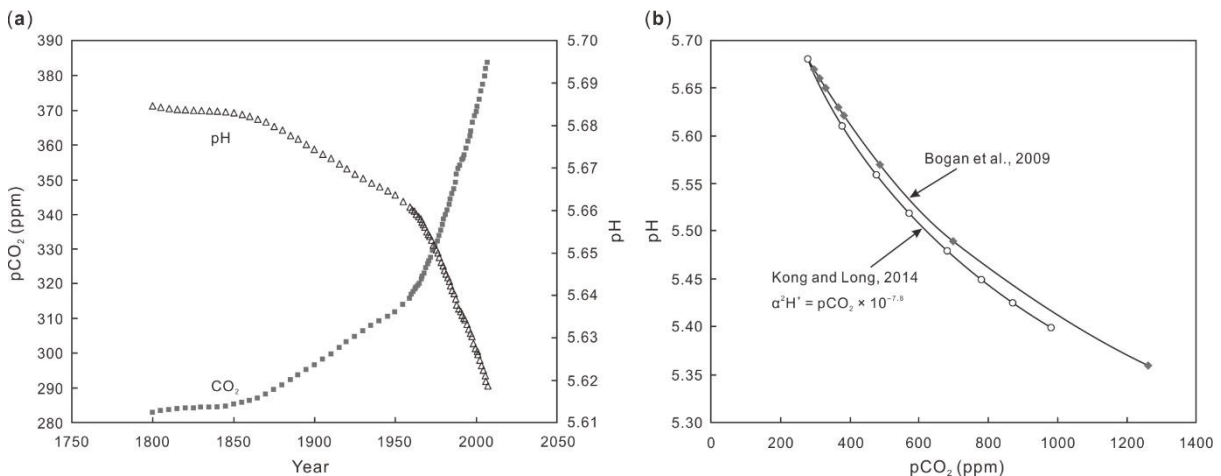 (a)
390
380
370
360
350
340
330
320
310
300
290
280
pCO₂ (ppm)
pH
CO₂
5.70
5.69
5.68
5.67
5.66
5.65
5.64
5.63
5.62
5.61
pH
1750 1800 1850 1900 1950 2000 2050
Year
(b)
5.70
5.65
5.60
5.55
5.50
5.45
5.40
5.35
5.30
pH
Bogan et al., 2009
Kong and Long, 2014
α²H⁺ = pCO₂ × 10⁻⁷·⁸
0 200 400 600 800 1000 1200 1400
pCO₂ (ppm)